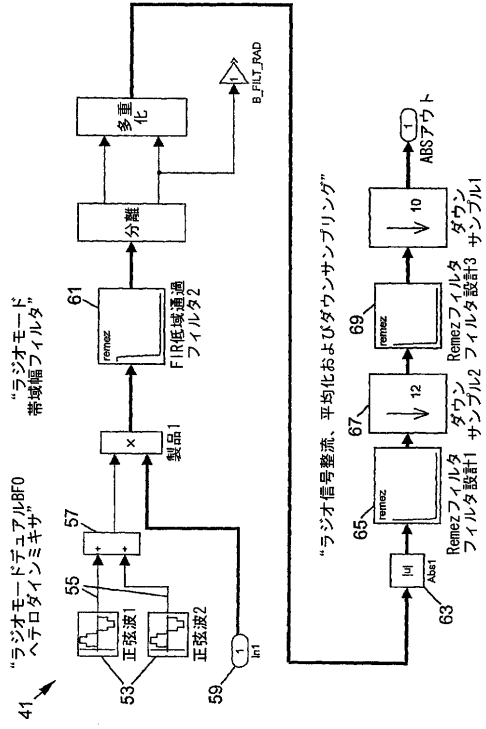 41
“ラジオモードデュアルBFO
ヘテロダインミキサ”
“ラジオモード
帯域幅フィルタ”
53
正弦波1
正弦波2
55
57
+
+
59
1
In1
×
製品1
61
remez
FIR低域通過
フィルタ2
分離
多重化
1
B_FILT_RAD
“ラジオ信号整流、平均化およびダウンサンプリング”
63
|u|
Abs1
65
remez
Remezフィルタ
フィルタ設計1
67
12
ダウン
サンプル2
69
remez
Remezフィルタ
フィルタ設計3
10
ダウン
サンプル1
1
ABSアウト